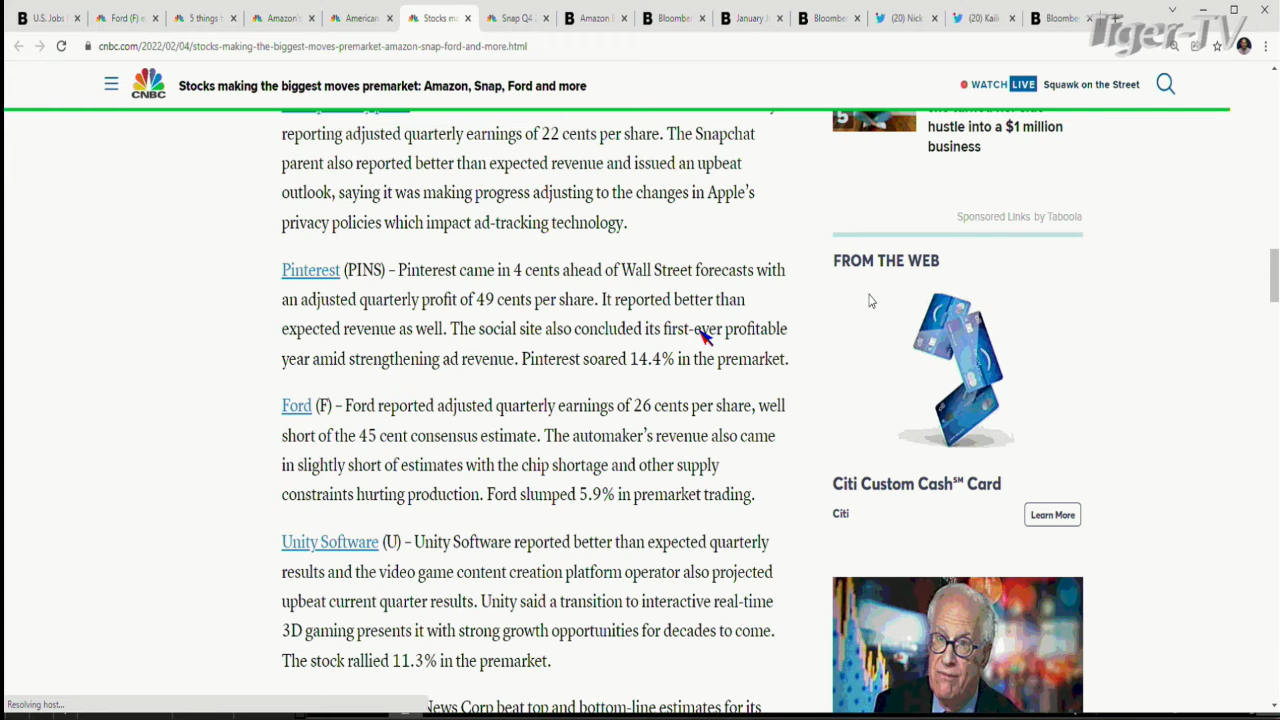 U.S. Jobs
Ford (F) e
5 things t
Amazon's
American
Stocks ma
Snap Q4
Amazon
Bloomber
January J
Bloomber
(20) Nick
(20) Kaili
Bloombe
Tiger-TV
cnbc.com/2022/02/04/stocks-making-the-biggest-moves-premarket-amazon-snap-ford-and-more.html
CNBC
Stocks making the biggest moves premarket: Amazon, Snap, Ford and more
WATCH LIVE Squawk on the Street
reporting adjusted quarterly earnings of 22 cents per share. The Snapchat
parent also reported better than expected revenue and issued an upbeat
outlook, saying it was making progress adjusting to the changes in Apple's
privacy policies which impact ad-tracking technology.
Pinterest (PINS) – Pinterest came in 4 cents ahead of Wall Street forecasts with
an adjusted quarterly profit of 49 cents per share. It reported better than
expected revenue as well. The social site also concluded its first-ever profitable
year amid strengthening ad revenue. Pinterest soared 14.4% in the premarket.
Ford (F) – Ford reported adjusted quarterly earnings of 26 cents per share, well
short of the 45 cent consensus estimate. The automaker's revenue also came
in slightly short of estimates with the chip shortage and other supply
constraints hurting production. Ford slumped 5.9% in premarket trading.
Unity Software (U) – Unity Software reported better than expected quarterly
results and the video game content creation platform operator also projected
upbeat current quarter results. Unity said a transition to interactive real-time
3D gaming presents it with strong growth opportunities for decades to come.
The stock rallied 11.3% in the premarket.
News Corp beat top and bottom-line estimates for its
5
hustle into a $1 million
business
Sponsored Links by Taboola
FROM THE WEB
Citi Custom Cash℠ Card
Citi
Learn More
Resolving host...